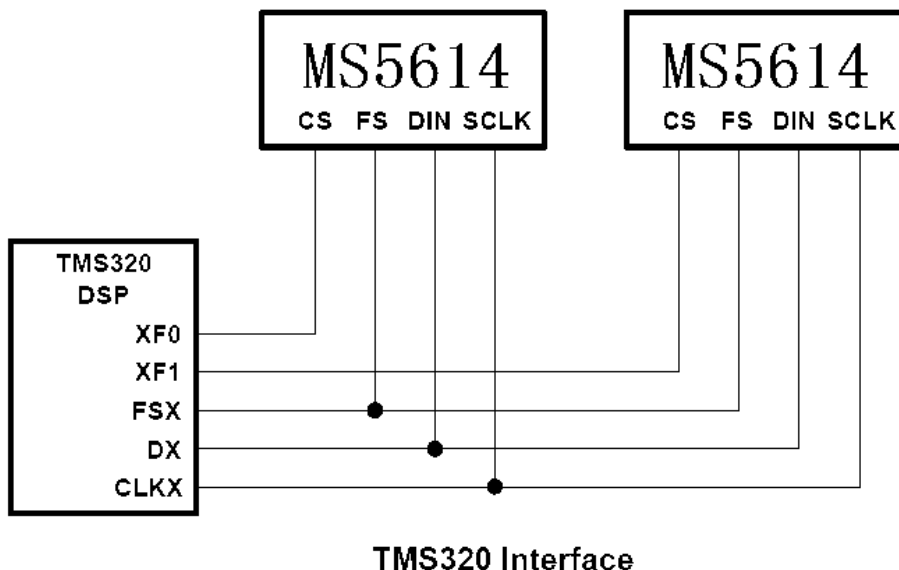 MS5614
CS FS DIN SCLK
MS5614
CS FS DIN SCLK
TMS320
DSP
XF0
XF1
FSX
DX
CLKX
TMS320 Interface